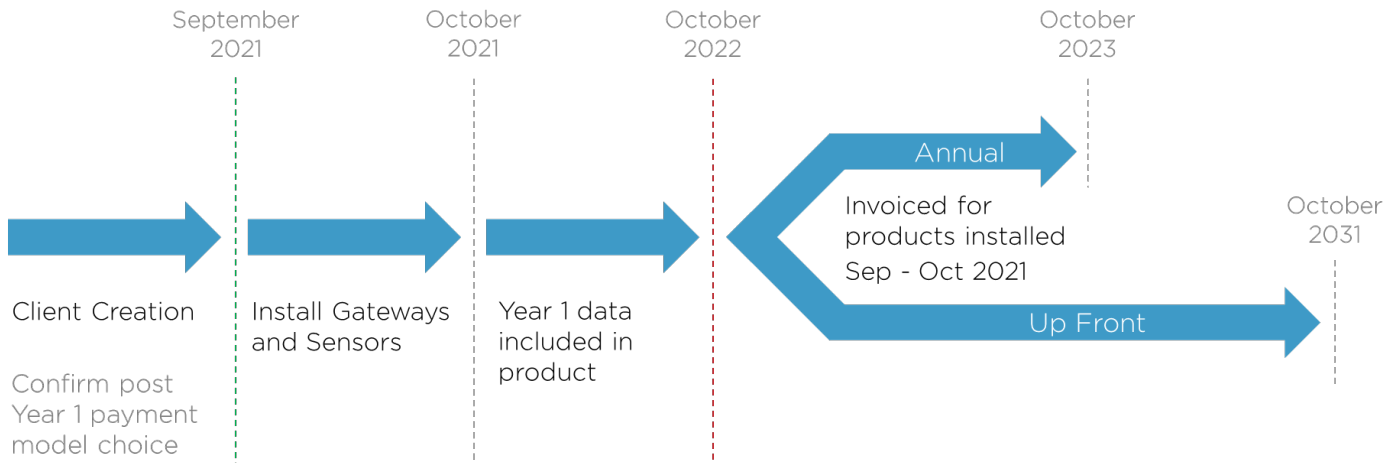 September
2021
October
2021
October
2022
October
2023
Annual
Invoiced for
products installed
Sep - Oct 2021
October
2031
Up Front
Client Creation
Confirm post
Year 1 payment
model choice
Install Gateways
and Sensors
Year 1 data
included in
product